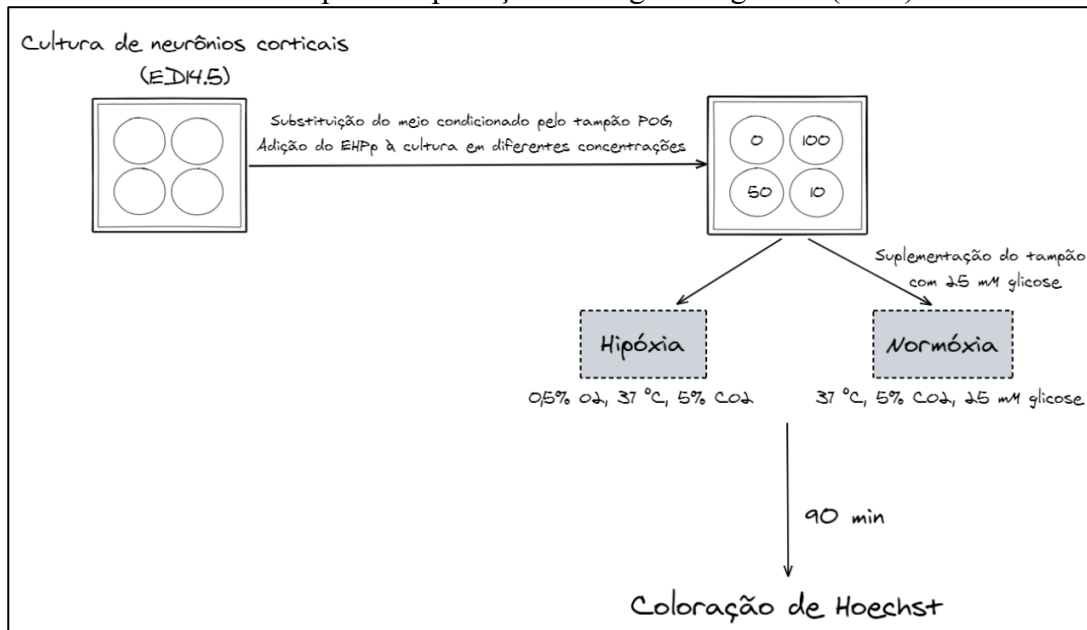 Cultura de neurônios corticais
(ED14.5)
Substituição do meio condicionado pelo tampão POG,
Adição do EHPp à cultura em diferentes concentrações
0
100
50
10
Suplementação do tampão
com 25 mM glicose
Hipóxia
Normóxia
0,5% O2, 37 °C, 5% CO2
37 °C, 5% CO2, 25 mM glicose
90 min
Coloração de Hoechst